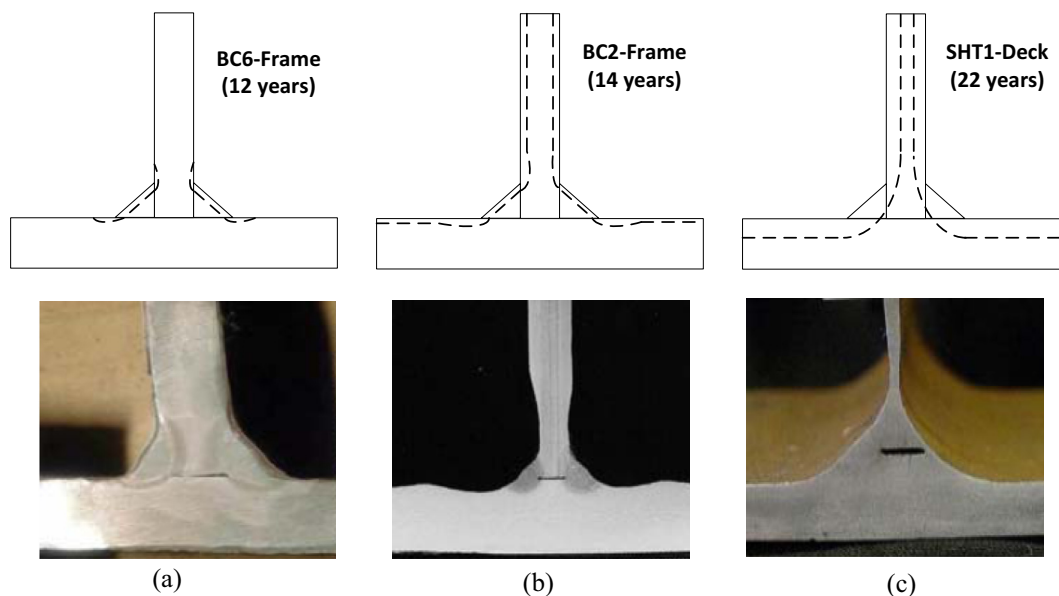 BC6-Frame
(12 years)
BC2-Frame
(14 years)
SHT1-Deck
(22 years)
(a)
(b)
(c)